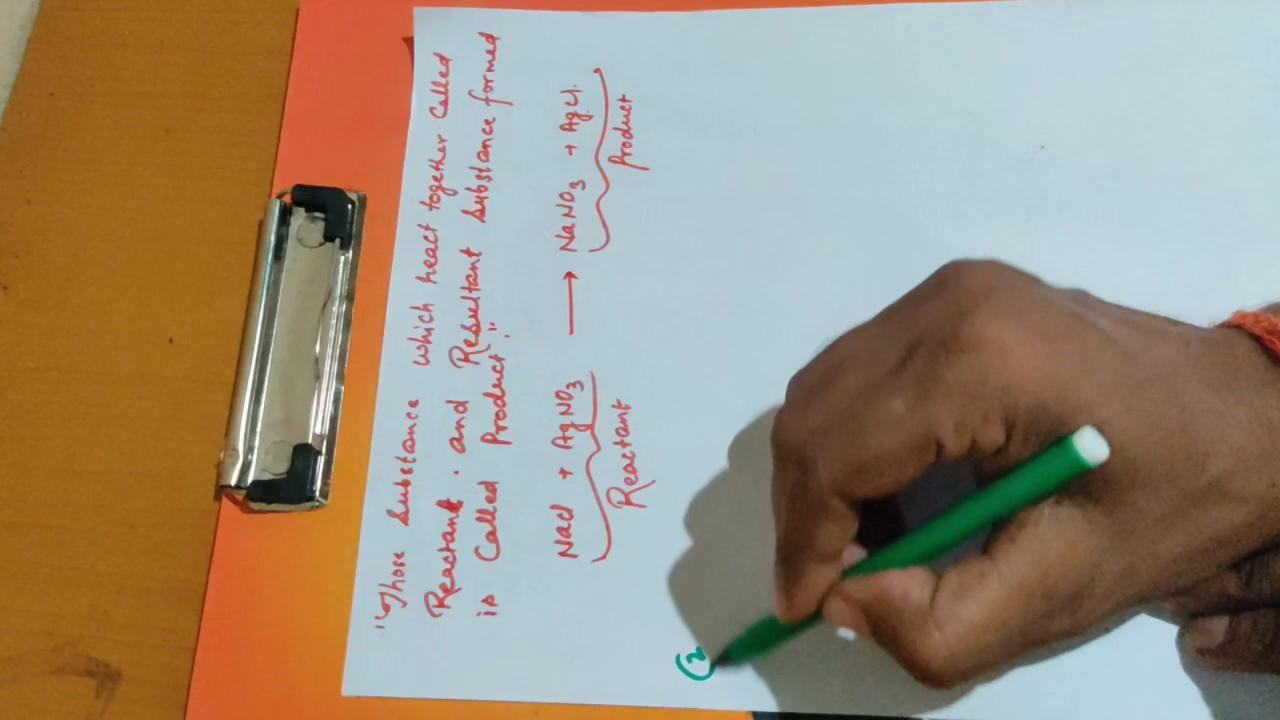 "Those Substance which react together Called
Reactant . and Resultant Substance formed
is Called Product."
Nacl + AgNO3 → NaNO3 + AgCl.
Reactant Product
(2